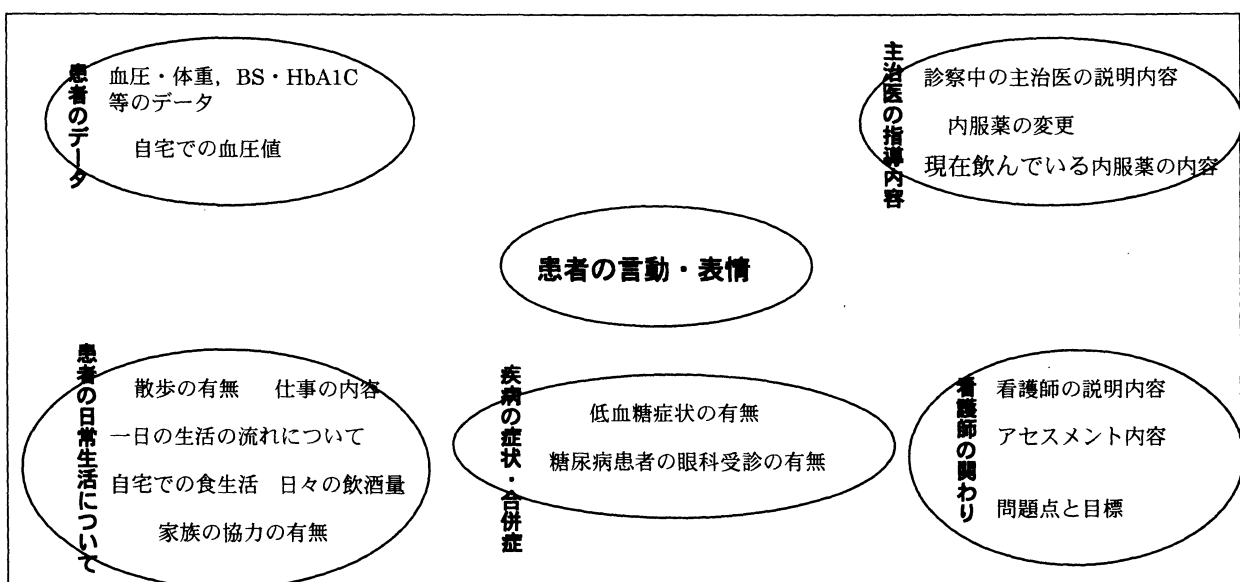 患者のデータ
血圧・体重，BS・HbA1C
等のデータ
自宅での血圧値
主治医の指導内容
診察中の主治医の説明内容
内服薬の変更
現在飲んでいる内服薬の内容
患者の言動・表情
患者の日常生活について
散歩の有無　仕事の内容
一日の生活の流れについて
自宅での食生活　日々の飲酒量
家族の協力の有無
疾病の症状・合併症
低血糖症状の有無
糖尿病患者の眼科受診の有無
看護師の関わり
看護師の説明内容
アセスメント内容
問題点と目標